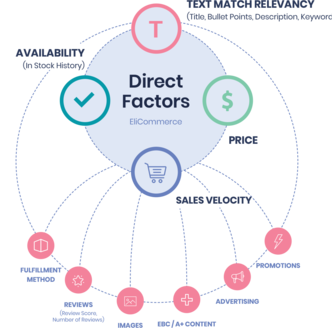 TEXT MATCH RELEVANCY
(Title, Bullet Points, Description, Keyword
T
AVAILABILITY
(In Stock History)
Direct
Factors
EliCommerce
$
PRICE
SALES VELOCITY
PROMOTIONS
FULFILLMENT
METHOD
ADVERTISING
REVIEWS
(Review Score,
Number of Reviews)
IMAGES
EBC / A+ CONTENT